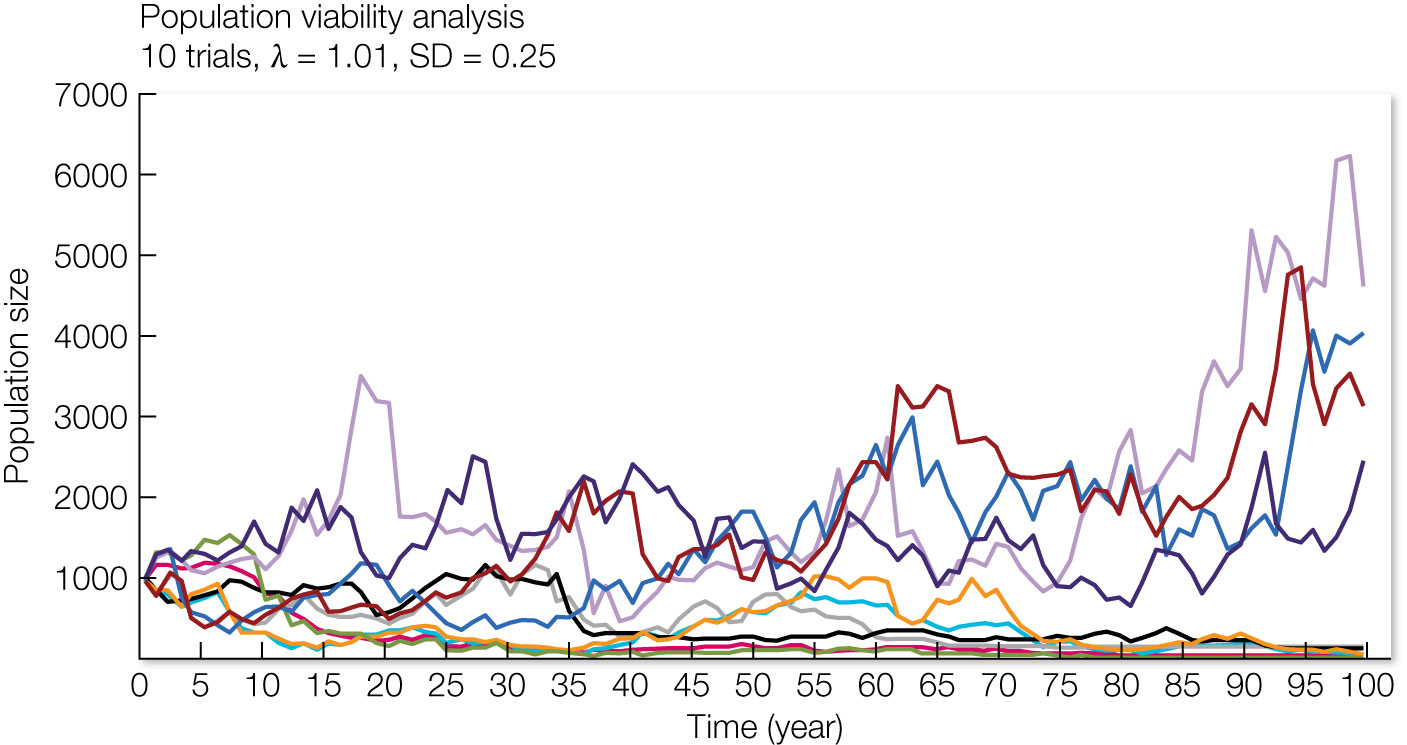 Population viability analysis
10 trials, λ = 1.01, SD = 0.25
7000
6000
5000
4000
3000
2000
1000
Population size
0 5 10 15 20 25 30 35 40 45 50 55 60 65 70 75 80 85 90 95 100
Time (year)